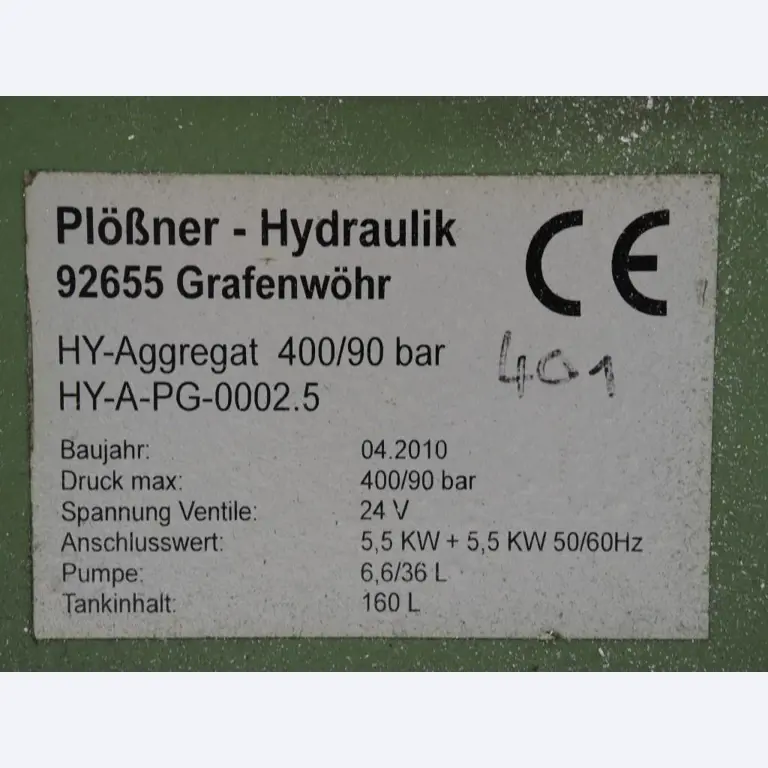 Plößner - Hydraulik
92655 Grafenwöhr
CE
HY-Aggregat 400/90 bar
HY-A-PG-0002.5
401
Baujahr: 04.2010
Druck max: 400/90 bar
Spannung Ventile: 24 V
Anschlusswert: 5,5 KW + 5,5 KW 50/60Hz
Pumpe: 6,6/36 L
Tankinhalt: 160 L